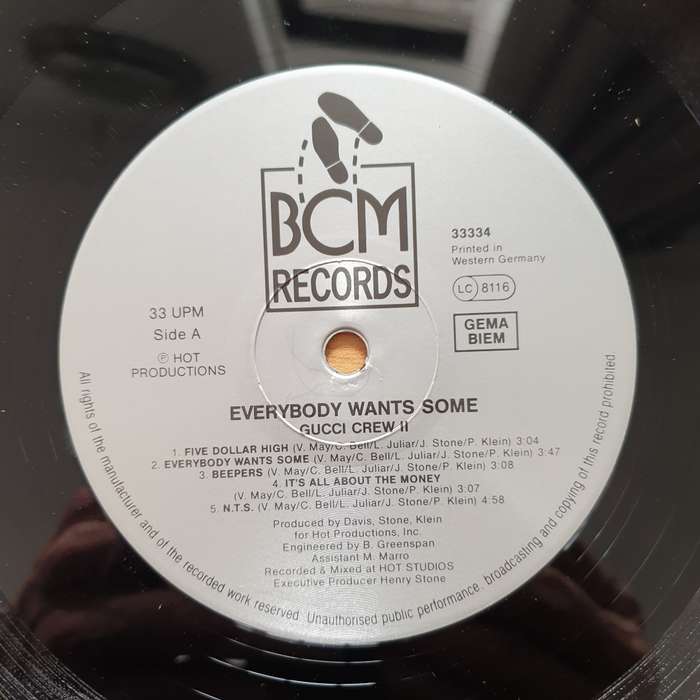 BCM
RECORDS
33334
Printed in
Western Germany
LC 8116
GEMA
BIEM
33 UPM
Side A
℗ HOT
PRODUCTIONS
EVERYBODY WANTS SOME
GUCCI CREW II
1. FIVE DOLLAR HIGH (V. May/C. Bell/L. Juliar/J. Stone/P. Klein) 3:04
2. EVERYBODY WANTS SOME (V. May/C. Bell/L. Juliar/J. Stone/P. Klein) 3:47
3. BEEPERS (V. May/C. Bell/L. Juliar/J. Stone/P. Klein) 3:08
4. IT'S ALL ABOUT THE MONEY
(V. May/C. Bell/L. Juliar/J. Stone/P. Klein) 3:07
5. N.T.S. (V. May/C. Bell/L. Juliar/J. Stone/P. Klein) 4:58
Produced by Davis, Stone, Klein
for Hot Productions, Inc.
Engineered by B. Greenspan
Assistant M. Marro
Recorded & Mixed at HOT STUDIOS
Executive Producer Henry Stone
All rights of the manufacturer and of the recorded work reserved. Unauthorised public performance, broadcasting and copying of this record prohibited